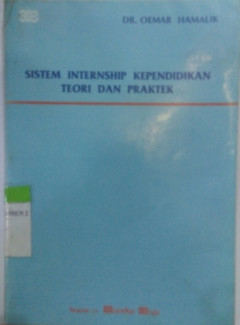 DR. OEMAR HAMALIK
SISTEM INTERNSHIP KEPENDIDIKAN
TEORI DAN PRAKTEK